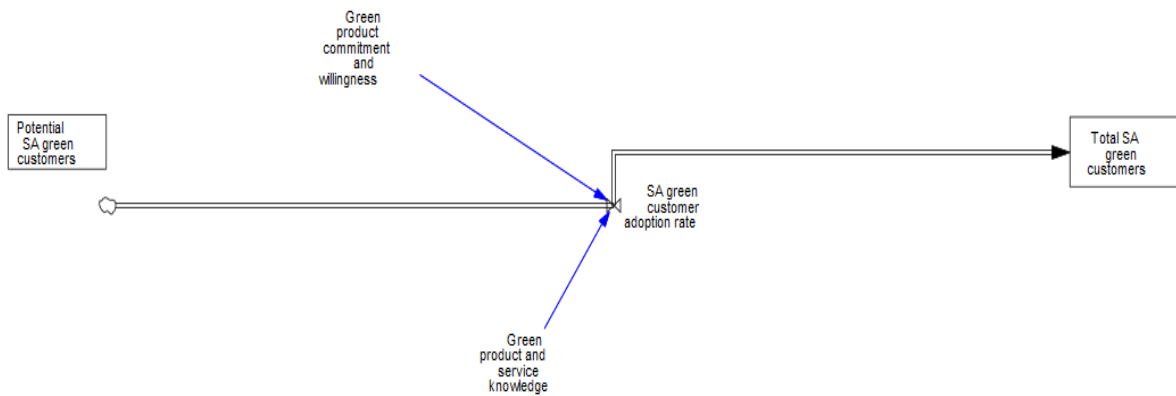 Green
product
commitment
and
willingness
Potential
SA green
customers
Total SA
green
customers
SA green
customer
adoption rate
Green
product and
service
knowledge